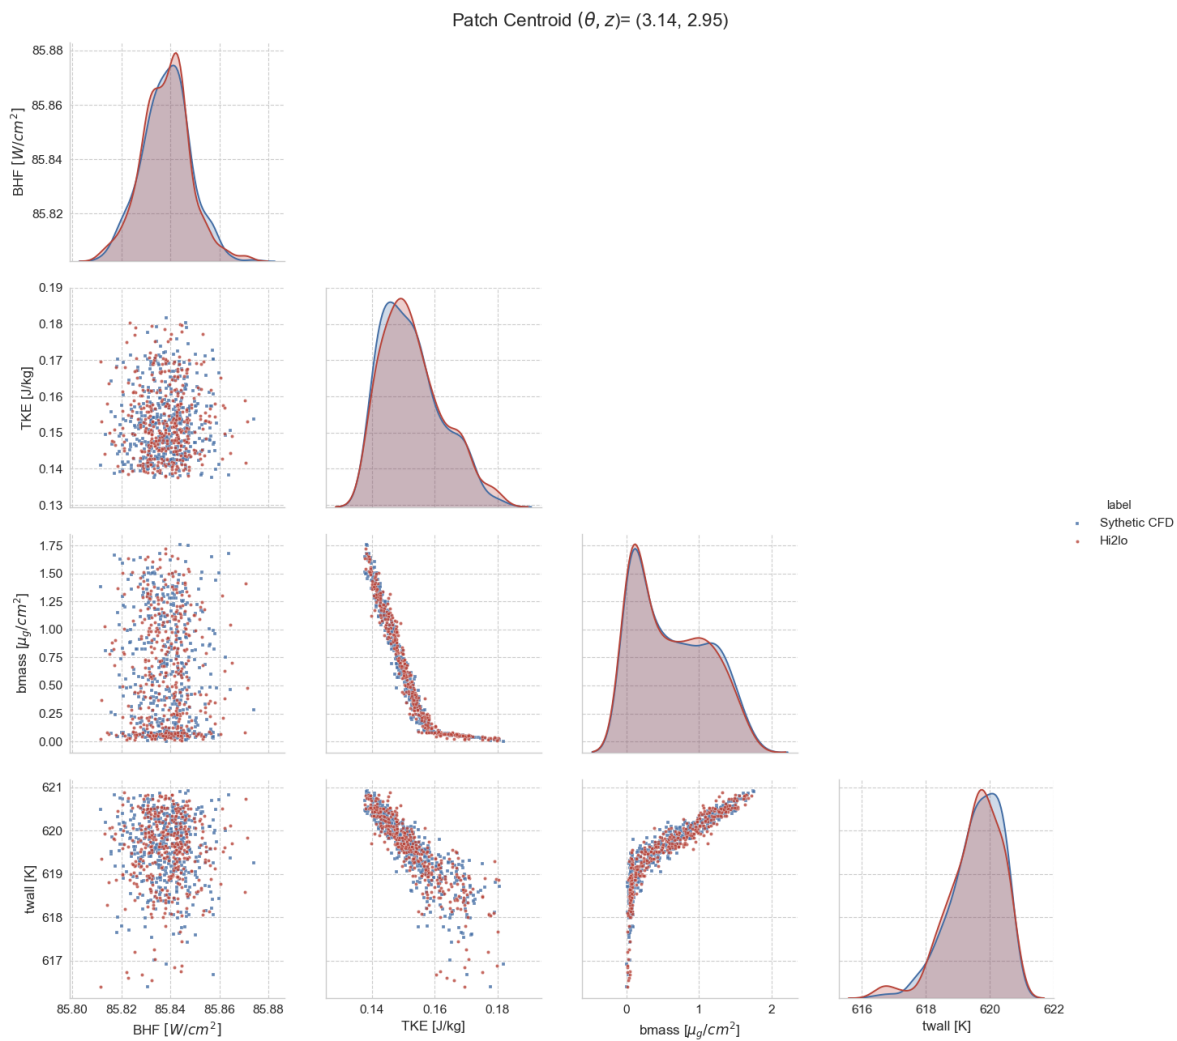 Patch Centroid (θ, z)= (3.14, 2.95)
85.88
85.86
85.84
85.82
BHF [W/cm²]
0.19
0.18
0.17
0.16
0.15
0.14
0.13
TKE [J/kg]
label
Sythetic CFD
Hi2lo
1.75
1.50
1.25
1.00
0.75
0.50
0.25
0.00
bmass [μg/cm²]
621
620
619
618
617
twall [K]
85.80 85.82 85.84 85.86 85.88
BHF [W/cm²]
0.14 0.16 0.18
TKE [J/kg]
0 1 2
bmass [μg/cm²]
616 618 620 622
twall [K]